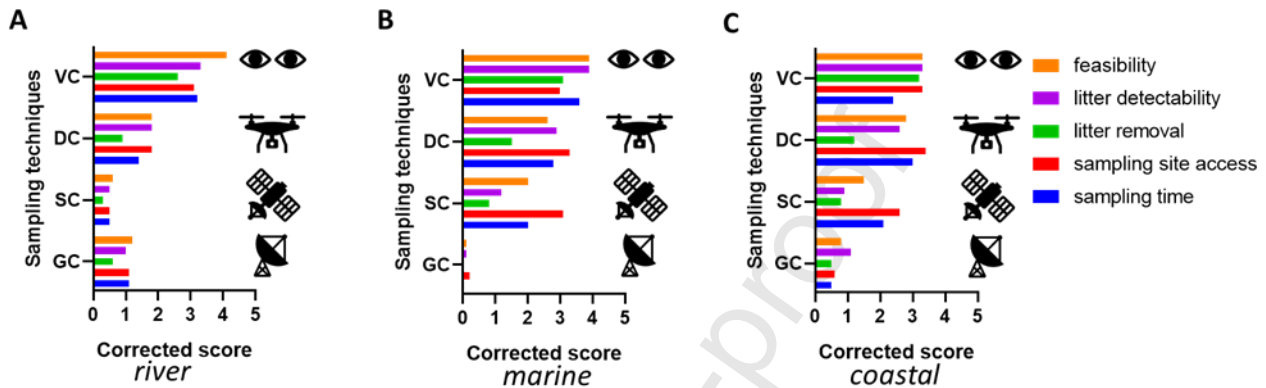 A
Sampling techniques
VC
DC
SC
GC
0 1 2 3 4 5
Corrected score
river
B
Sampling techniques
VC
DC
SC
GC
0 1 2 3 4 5
Corrected score
marine
C
Sampling techniques
VC
DC
SC
GC
0 1 2 3 4 5
Corrected score
coastal
feasibility
litter detectability
litter removal
sampling site access
sampling time